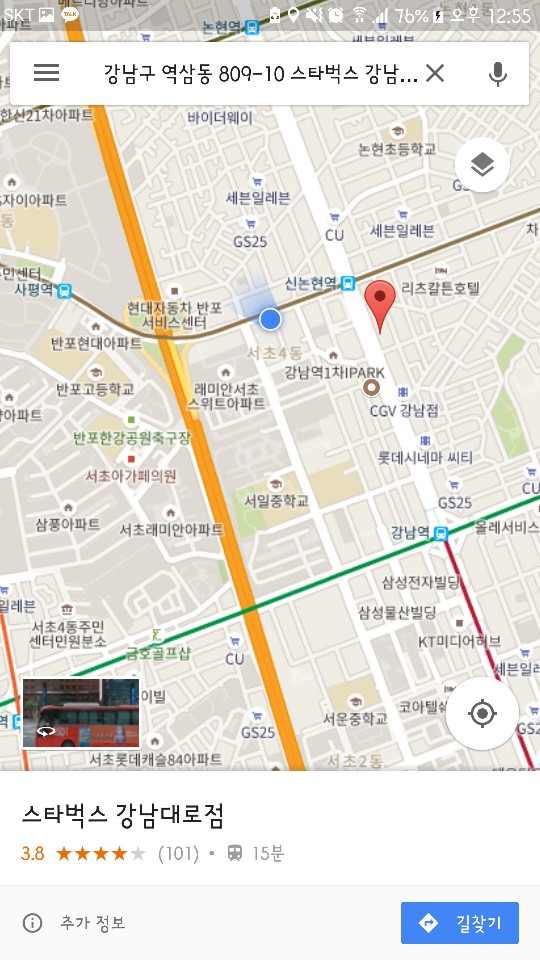 SKT TALK 76% 오후 12:55
논현역
강남구 역삼동 809-10 스타벅스 강남...
한신21차아파트
바이더웨이
논현초등학교
세븐일레븐
GS25
CU
세븐일레븐
신논현역
리츠칼튼호텔
사평역
현대자동차 반포
서비스센터
반포현대아파트
서초4동
강남역1차IPARK
반포고등학교
래미안서초
스위트아파트
CGV 강남점
반포한강공원축구장
롯데시네마 씨티
서초아가페의원
GS25
CU
서일중학교
삼풍아파트
서초래미안아파트
강남역
올레서비스
삼성전자빌딩
삼성물산빌딩
서초4동주민
센터민원분소
KT미디어허브
금호골프샵
CU
세븐일레
이빌
서운중학교
코아텔
GS25
서초롯데캐슬84아파트
서초2동
스타벅스 강남대로점
3.8 (101) • 15분
추가 정보
길찾기